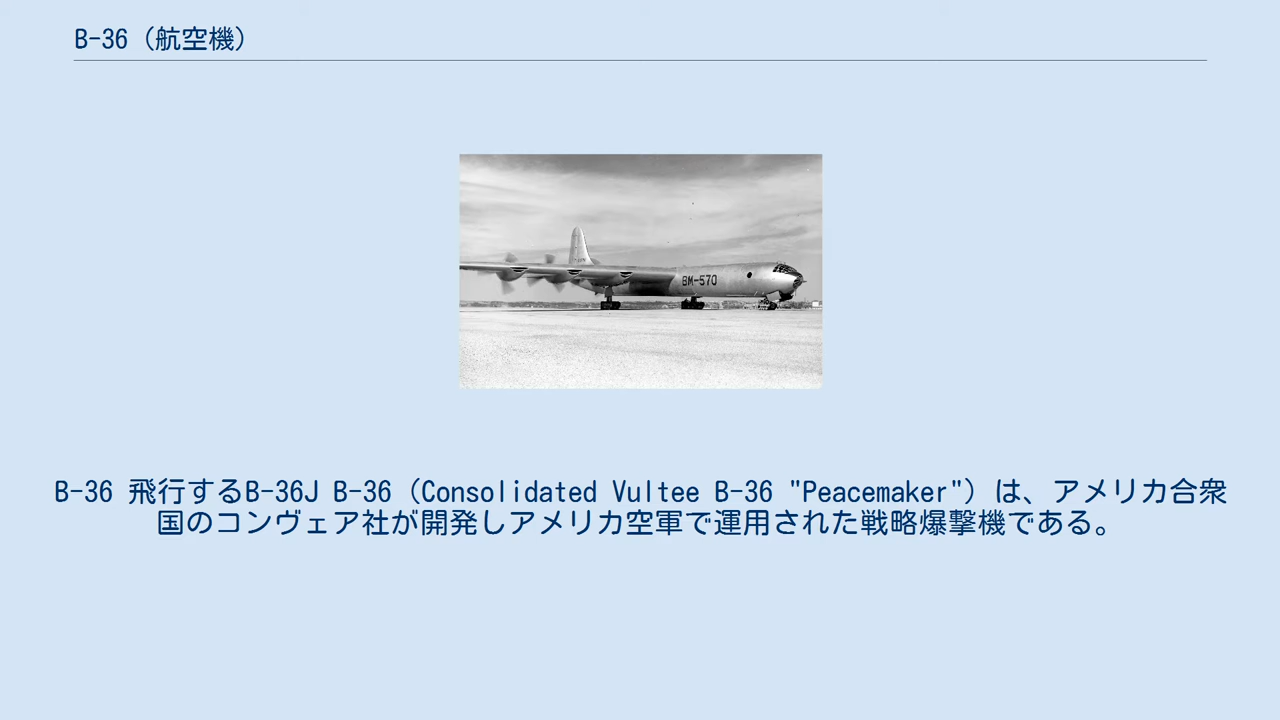 B-36（航空機）
BM-570
B-36 飛行するB-36J B-36（Consolidated Vultee B-36 "Peacemaker"）は、アメリカ合衆
国のコンヴェア社が開発しアメリカ空軍で運用された戦略爆撃機である。